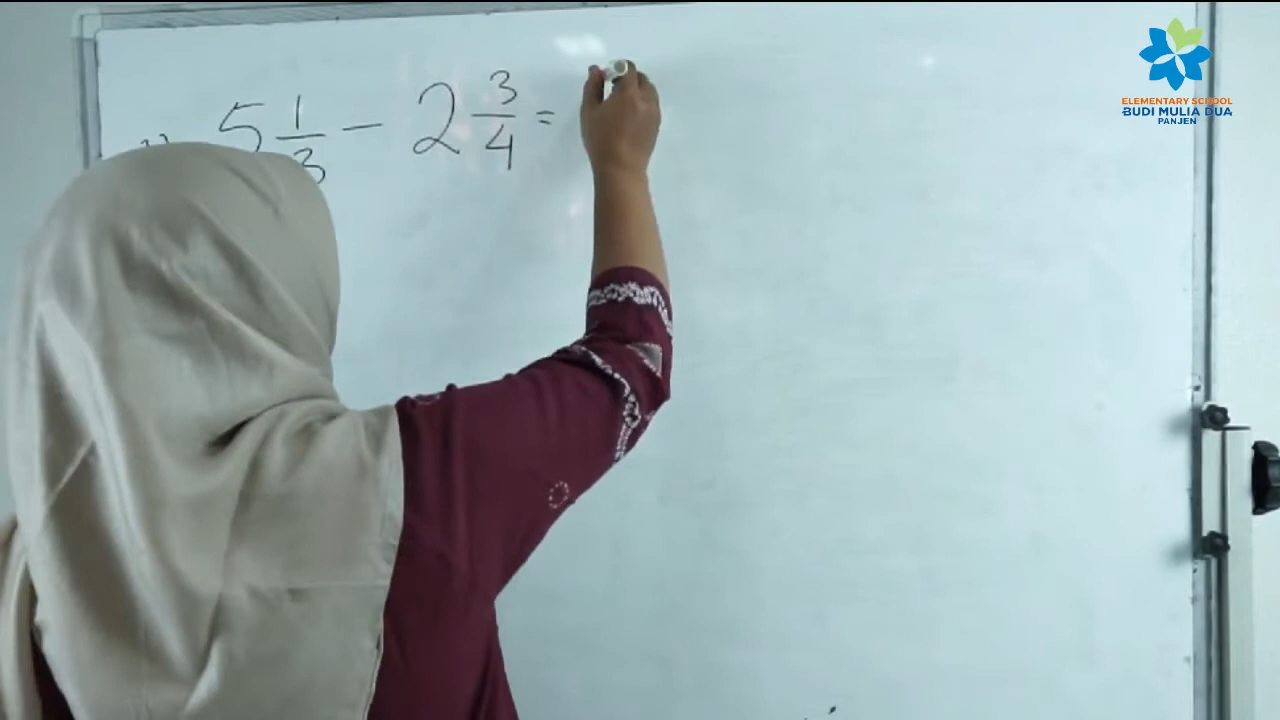 5 1/3 - 2 3/4 =
ELEMENTARY SCHOOL
BUDI MULIA DUA
PANJEN